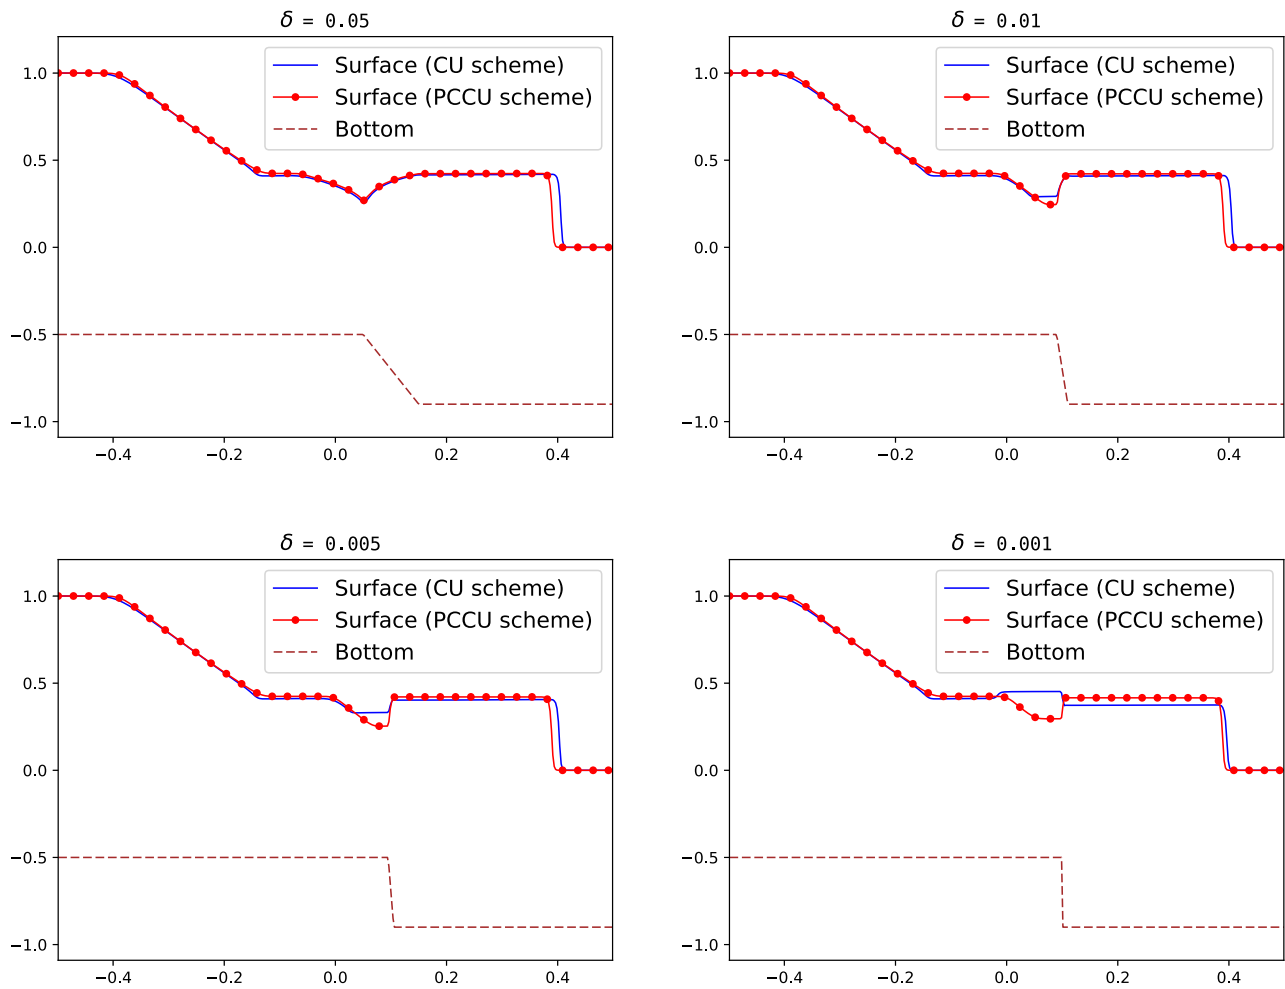 δ = 0.05
Surface (CU scheme)
Surface (PCCU scheme)
Bottom
1.0
0.5
0.0
−0.5
−1.0
−0.4 −0.2 0.0 0.2 0.4
δ = 0.01
Surface (CU scheme)
Surface (PCCU scheme)
Bottom
1.0
0.5
0.0
−0.5
−1.0
−0.4 −0.2 0.0 0.2 0.4
δ = 0.005
Surface (CU scheme)
Surface (PCCU scheme)
Bottom
1.0
0.5
0.0
−0.5
−1.0
−0.4 −0.2 0.0 0.2 0.4
δ = 0.001
Surface (CU scheme)
Surface (PCCU scheme)
Bottom
1.0
0.5
0.0
−0.5
−1.0
−0.4 −0.2 0.0 0.2 0.4